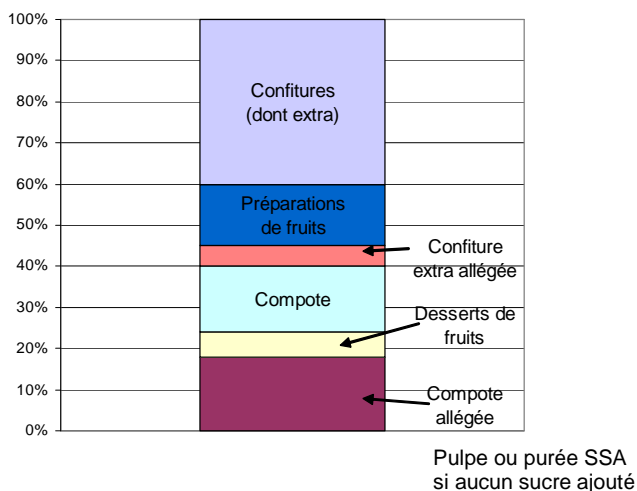 100%
90%
80%
70%
60%
50%
40%
30%
20%
10%
0%
Confitures
(dont extra)
Préparations
de fruits
Confiture
extra allégée
Compote
Desserts de
fruits
Compote
allégée
Pulpe ou purée SSA
si aucun sucre ajouté